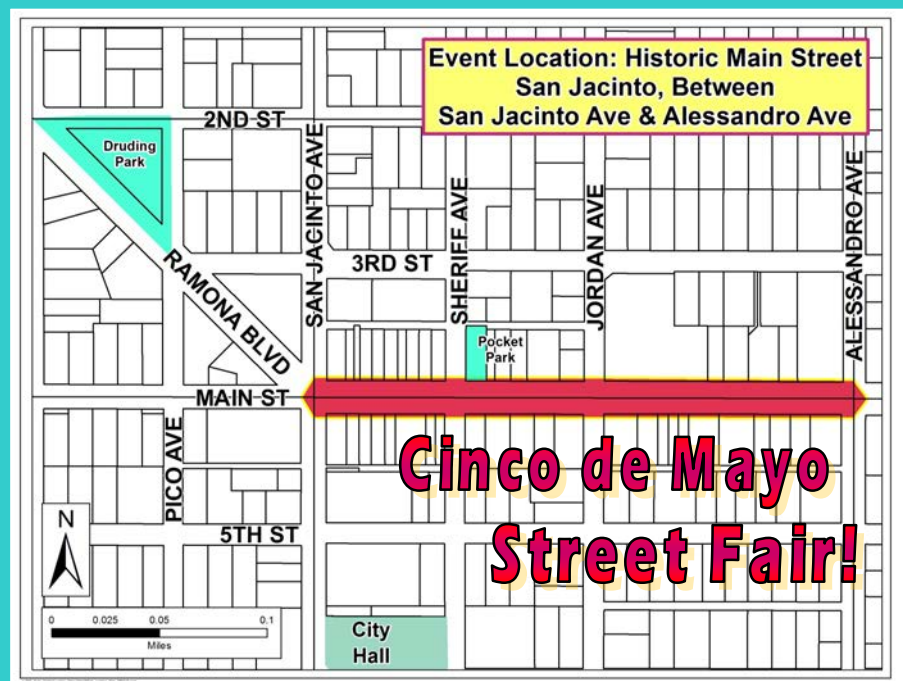 Event Location: Historic Main Street
San Jacinto, Between
San Jacinto Ave & Alessandro Ave
2ND ST
Druding
Park
SAN JACINTO AVE
SHERIFF AVE
JORDAN AVE
ALESSANDRO AVE
3RD ST
RAMONA BLVD
Pocket
Park
MAIN ST
PICO AVE
Cinco de Mayo
Street Fair!
5TH ST
N
0 0.025 0.05 0.1
Miles
City
Hall